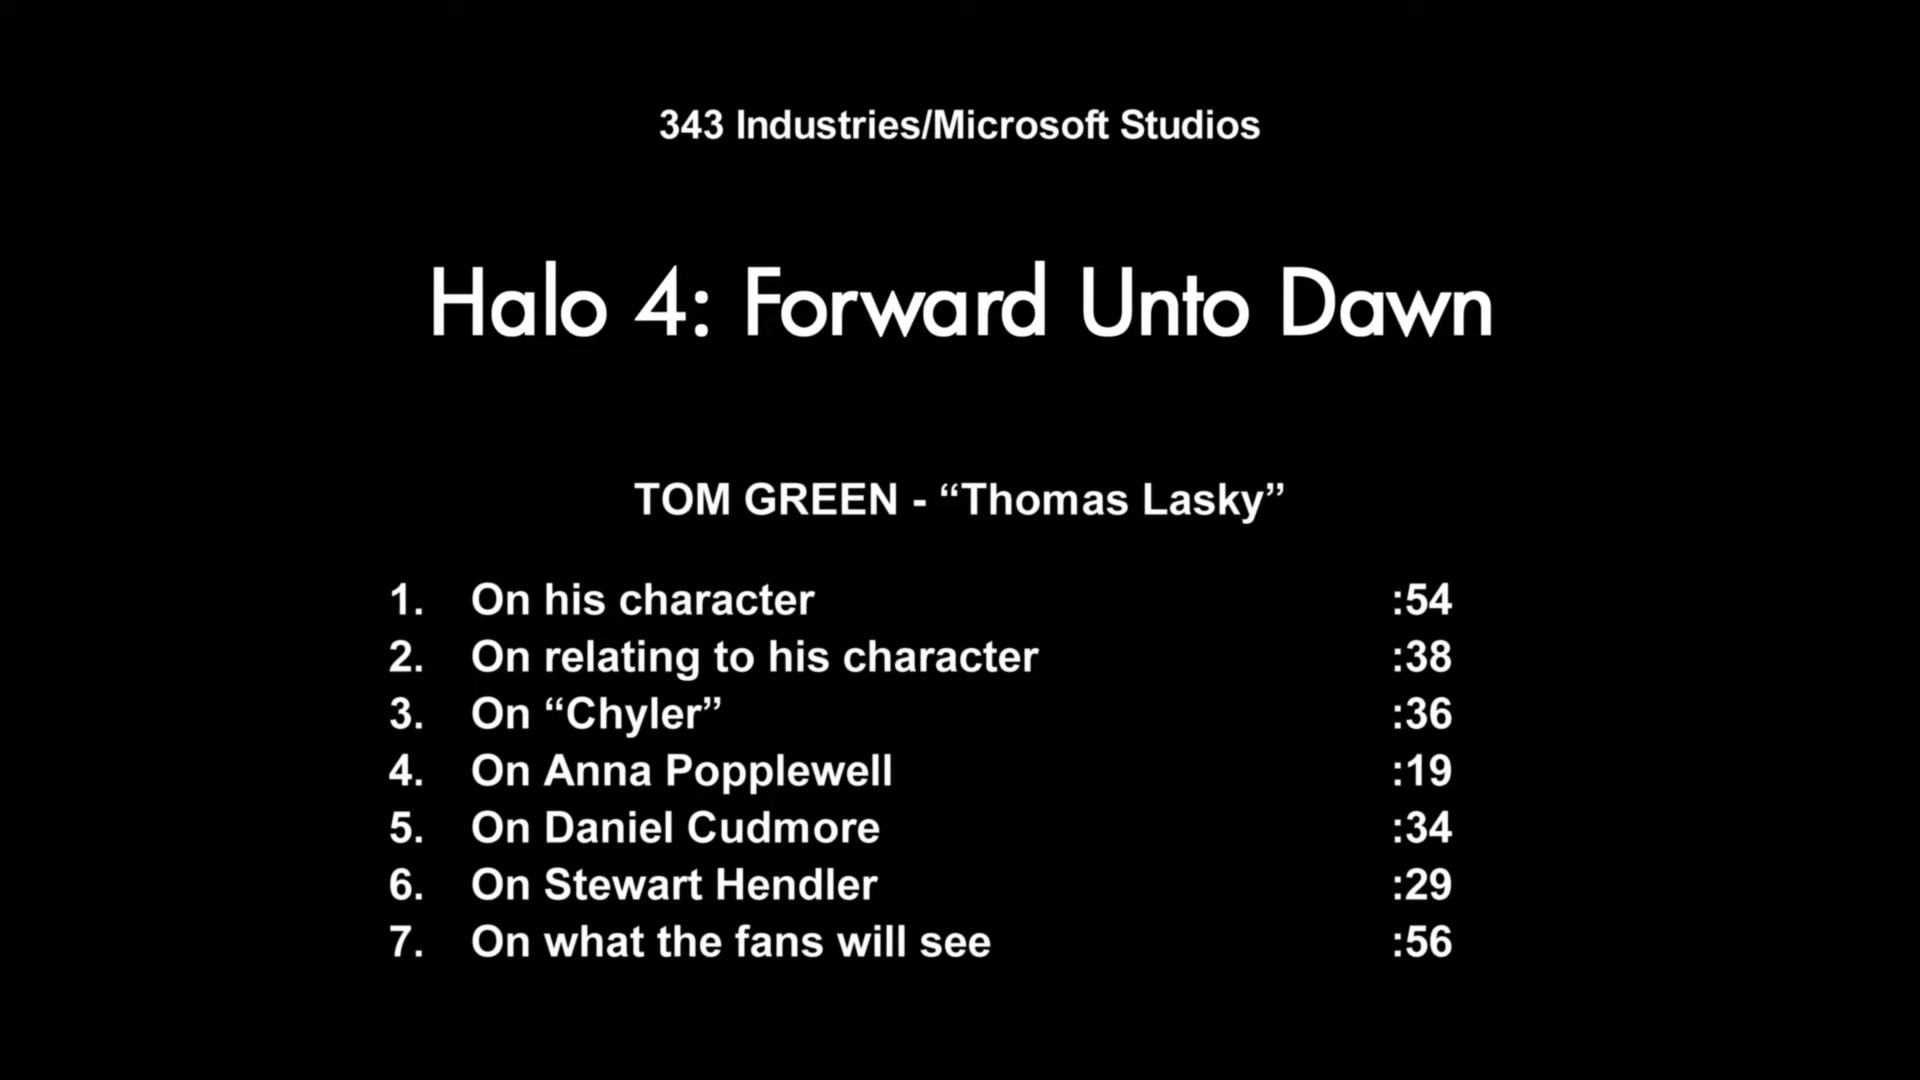 343 Industries/Microsoft Studios
Halo 4: Forward Unto Dawn
TOM GREEN - “Thomas Lasky”
1. On his character :54
2. On relating to his character :38
3. On “Chyler” :36
4. On Anna Popplewell :19
5. On Daniel Cudmore :34
6. On Stewart Hendler :29
7. On what the fans will see :56